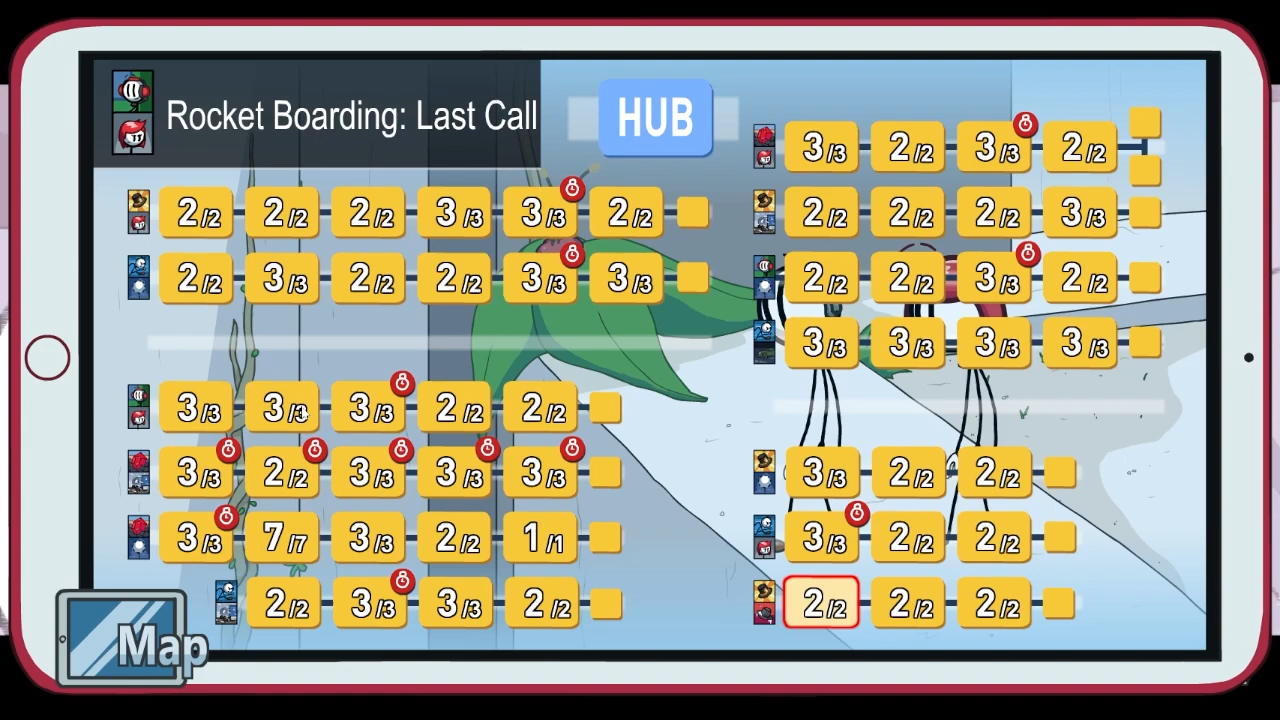 Rocket Boarding: Last Call
HUB
2/2 2/2 2/2 3/3 3/3 2/2
2/2 3/3 2/2 2/2 3/3 3/3
3/3 3/3 3/3 2/2 2/2
3/3 2/2 3/3 3/3 3/3
3/3 7/7 3/3 2/2 1/1
2/2 3/3 3/3 2/2
3/3 2/2 3/3 2/2
2/2 2/2 2/2 3/3
2/2 2/2 3/3 2/2
3/3 3/3 3/3 3/3
3/3 2/2 2/2
3/3 2/2 2/2
2/2 2/2 2/2
Map